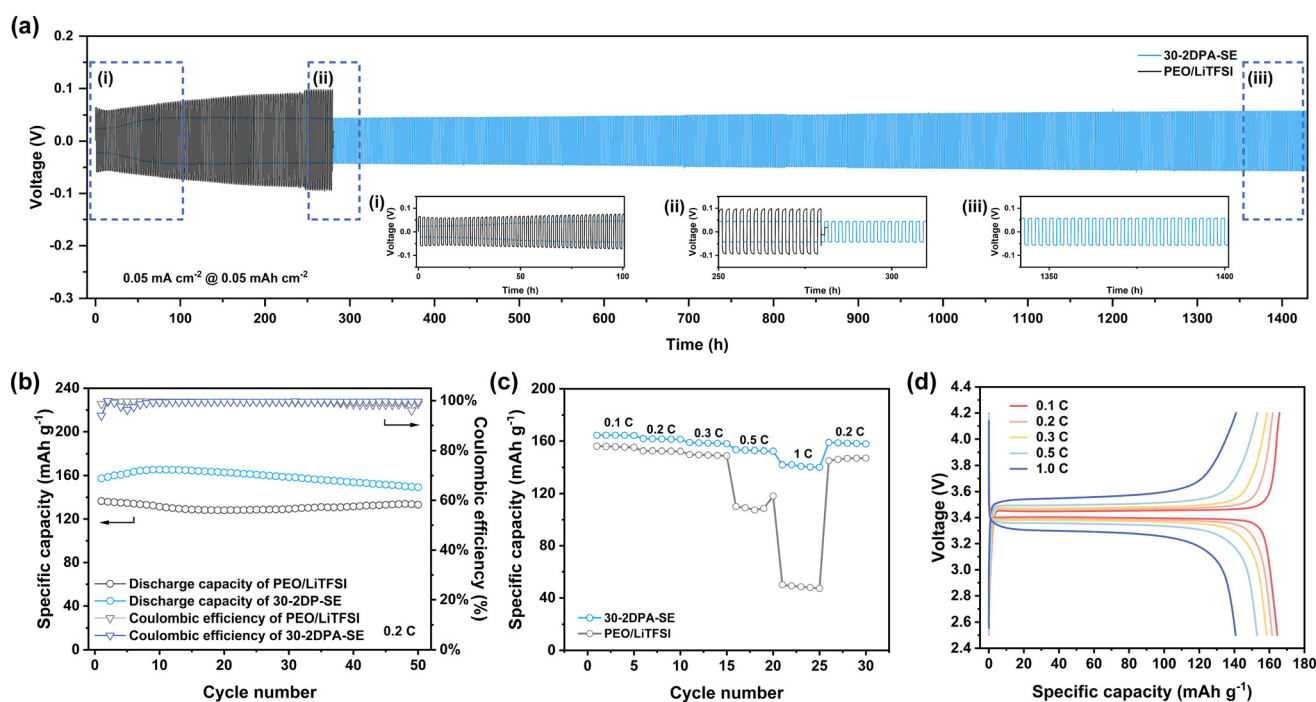 (a)
0.2
0.1
0.0
-0.1
-0.2
-0.3
Voltage (V)
(i)
(ii)
(iii)
30-2DPA-SE
PEO/LiTFSI
0.05 mA cm⁻² @ 0.05 mAh cm⁻²
(i)
Voltage (V)
0.1
0.0
-0.1
0 50 100
Time (h)
(ii)
Voltage (V)
0.1
0.0
-0.1
250 300
Time (h)
(iii)
Voltage (V)
0.1
0.0
-0.1
1350 1400
Time (h)
0 100 200 300 400 500 600 700 800 900 1000 1100 1200 1300 1400
Time (h)
(b)
Specific capacity (mAh g⁻¹)
240
200
160
120
80
40
0
100%
80%
60%
40%
20%
0%
Coulombic efficiency (%)
Discharge capacity of PEO/LiTFSI
Discharge capacity of 30-2DP-SE
Coulombic efficiency of PEO/LiTFSI
Coulombic efficiency of 30-2DPA-SE
0.2 C
0 10 20 30 40 50
Cycle number
(c)
Specific capacity (mAh g⁻¹)
200
160
120
80
40
0
0.1 C
0.2 C
0.3 C
0.5 C
1 C
0.2 C
30-2DPA-SE
PEO/LiTFSI
0 5 10 15 20 25 30
Cycle number
(d)
Voltage (V)
4.4
4.2
4.0
3.8
3.6
3.4
3.2
3.0
2.8
2.6
2.4
0.1 C
0.2 C
0.3 C
0.5 C
1.0 C
0 20 40 60 80 100 120 140 160 180
Specific capacity (mAh g⁻¹)